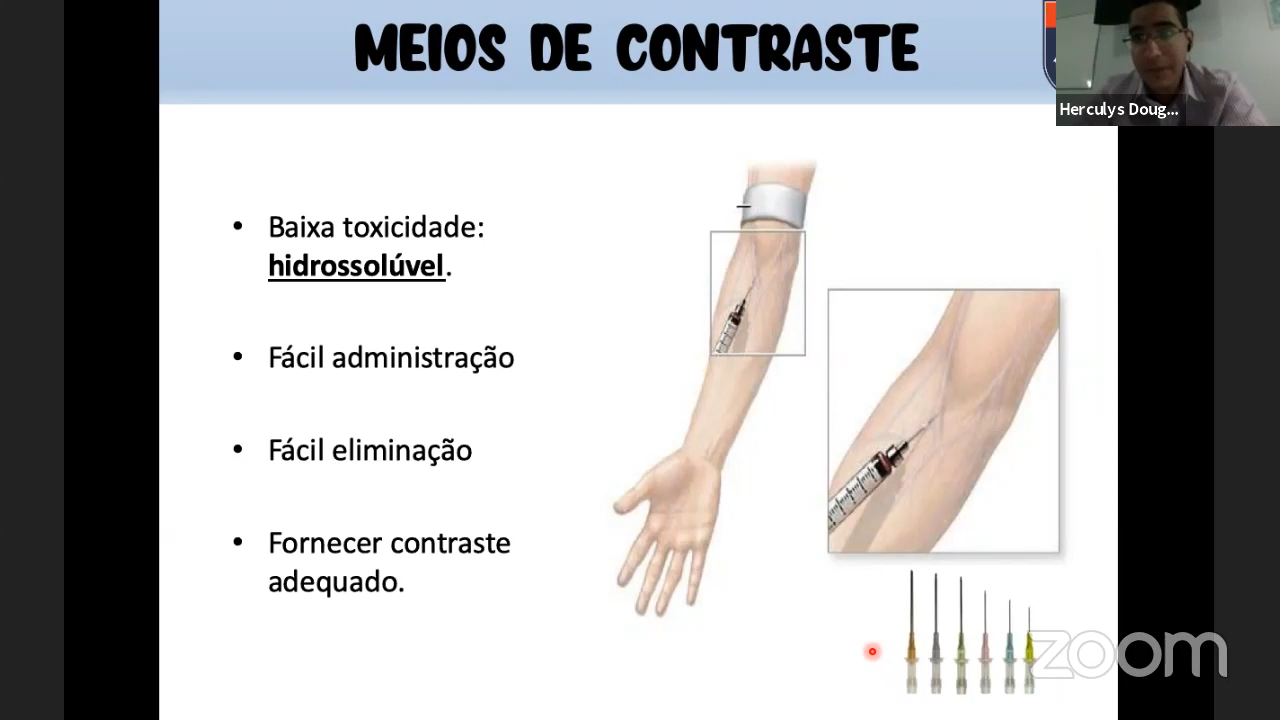 MEIOS DE CONTRASTE
Herculys Doug...
• Baixa toxicidade:
hidrossolúvel.
• Fácil administração
• Fácil eliminação
• Fornecer contraste
adequado.
zoom